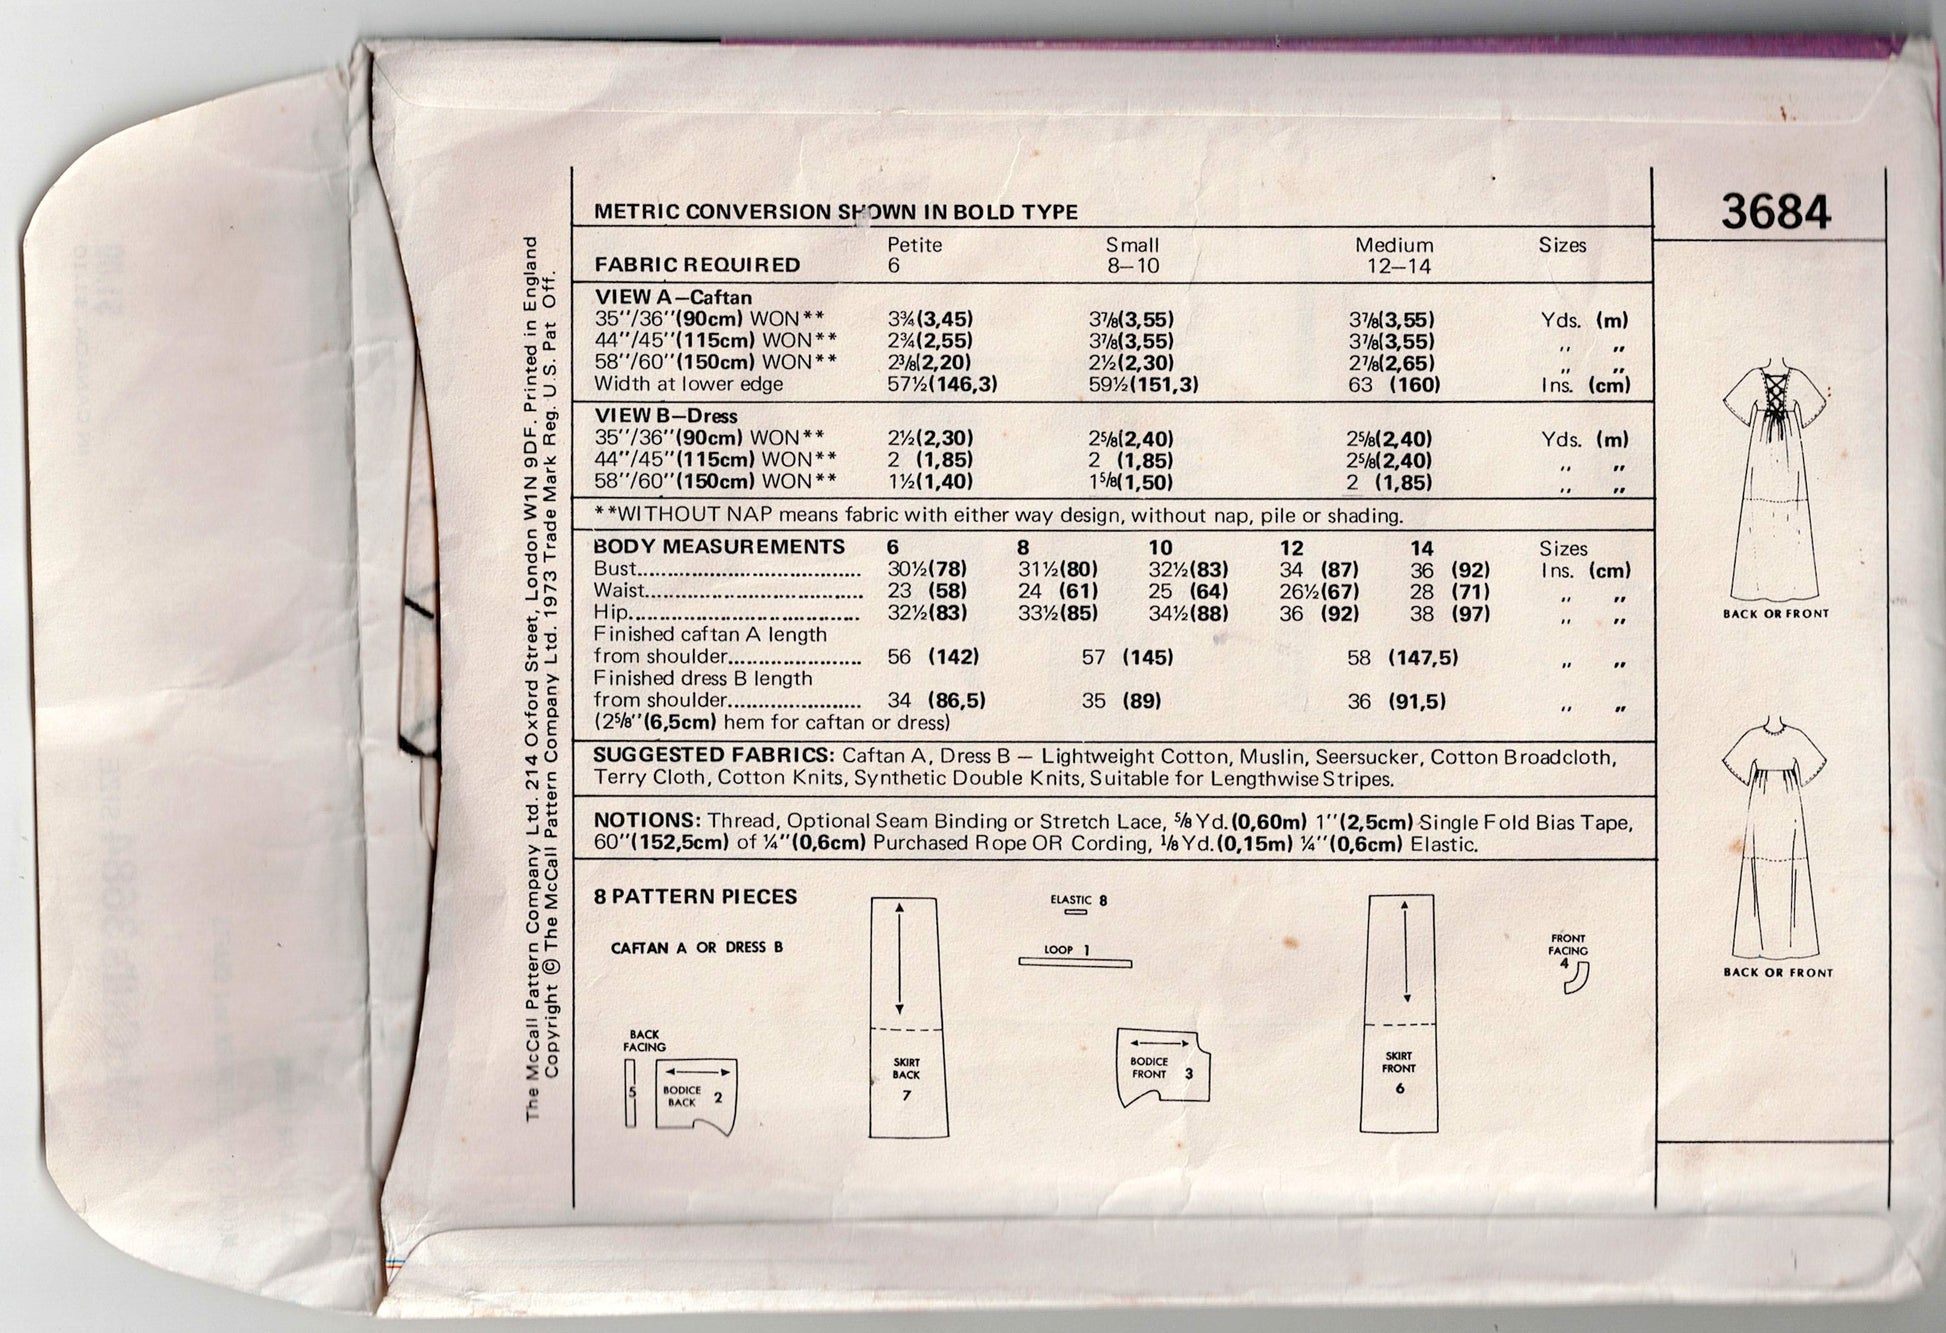 METRIC CONVERSION SHOWN IN BOLD TYPE
3684
Petite Small Medium Sizes
FABRIC REQUIRED 6 8–10 12–14
VIEW A–Caftan
35''/36''(90cm) WON** 3¾(3,45) 3⅞(3,55) 3⅞(3,55) Yds. (m)
44''/45''(115cm) WON** 2¾(2,55) 3⅞(3,55) 3⅞(3,55) ,, ,,
58''/60''(150cm) WON** 2⅜(2,20) 2½(2,30) 2⅞(2,65) ,, ,,
Width at lower edge 57½(146,3) 59½(151,3) 63 (160) Ins. (cm)
VIEW B–Dress
35''/36''(90cm) WON** 2½(2,30) 2⅝(2,40) 2⅝(2,40) Yds. (m)
44''/45''(115cm) WON** 2 (1,85) 2 (1,85) 2⅝(2,40) ,, ,,
58''/60''(150cm) WON** 1½(1,40) 1⅝(1,50) 2 (1,85) ,, ,,
**WITHOUT NAP means fabric with either way design, without nap, pile or shading.
BODY MEASUREMENTS 6 8 10 12 14 Sizes
Bust..................................... 30½(78) 31½(80) 32½(83) 34 (87) 36 (92) Ins. (cm)
Waist.................................... 23 (58) 24 (61) 25 (64) 26½(67) 28 (71) ,, ,,
Hip...................................... 32½(83) 33½(85) 34½(88) 36 (92) 38 (97) ,, ,,
Finished caftan A length
from shoulder...................... 56 (142) 57 (145) 58 (147,5) ,, ,,
Finished dress B length
from shoulder...................... 34 (86,5) 35 (89) 36 (91,5) ,, ,,
(2⅝''(6,5cm) hem for caftan or dress)
SUGGESTED FABRICS: Caftan A, Dress B — Lightweight Cotton, Muslin, Seersucker, Cotton Broadcloth,
Terry Cloth, Cotton Knits, Synthetic Double Knits, Suitable for Lengthwise Stripes.
NOTIONS: Thread, Optional Seam Binding or Stretch Lace, ⅝ Yd. (0,60m) 1''(2,5cm) Single Fold Bias Tape,
60''(152,5cm) of ¼''(0,6cm) Purchased Rope OR Cording, ⅛ Yd. (0,15m) ¼''(0,6cm) Elastic.
8 PATTERN PIECES
CAFTAN A OR DRESS B
BACK
FACING
5
BODICE
BACK 2
SKIRT
BACK
7
ELASTIC 8
LOOP 1
BODICE
FRONT 3
SKIRT
FRONT
6
FRONT
FACING
4
BACK OR FRONT
BACK OR FRONT
The McCall Pattern Company Ltd. 214 Oxford Street, London W1N 9DF. Printed in England
Copyright © The McCall Pattern Company Ltd. 1973 Trade Mark Reg. U.S. Pat Off.